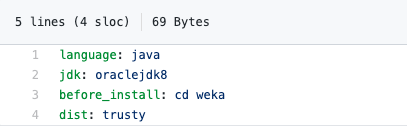 5 lines (4 sloc) 69 Bytes
1 language: java
2 jdk: oraclejdk8
3 before_install: cd weka
4 dist: trusty